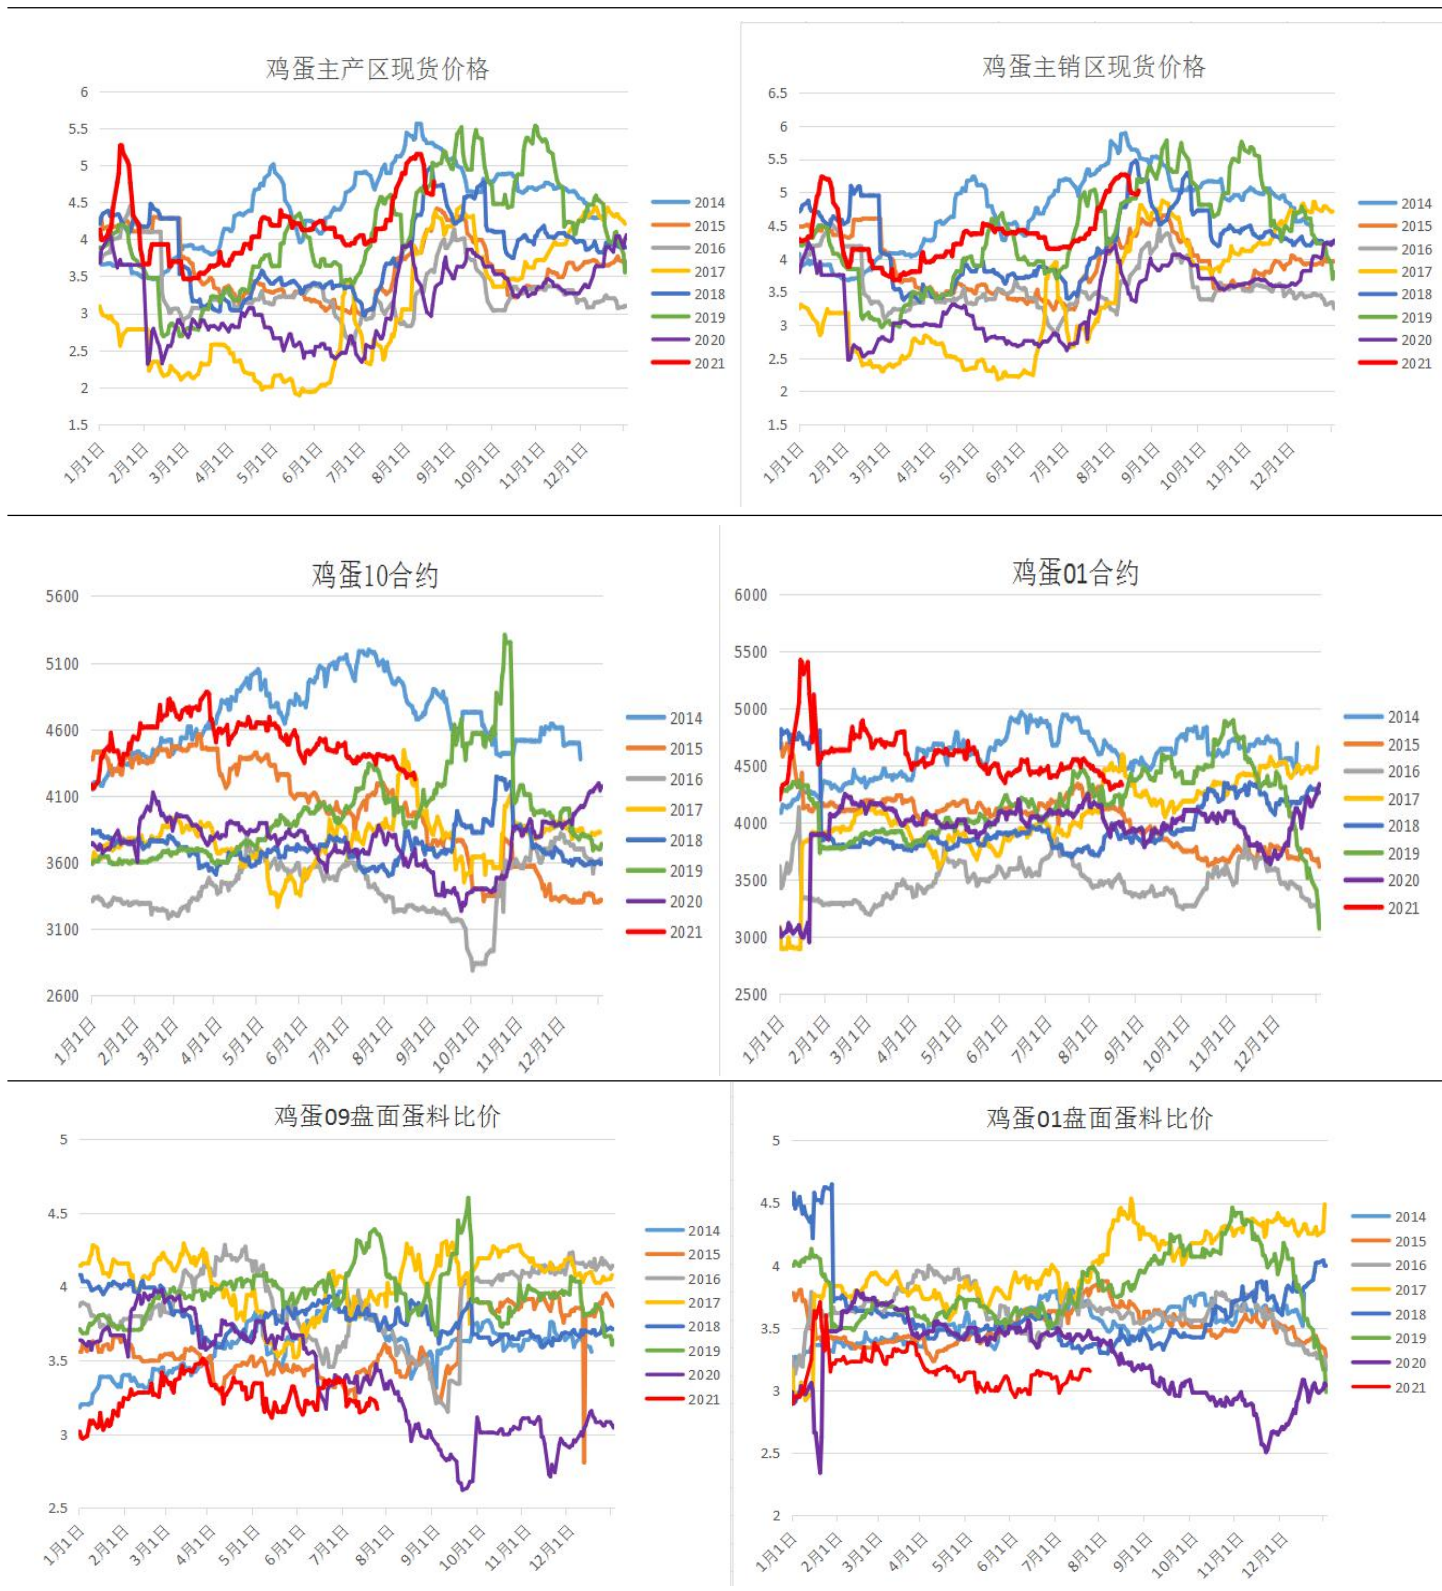 鸡蛋主产区现货价格
6
5.5
5
4.5
4
3.5
3
2.5
2
1.5
1月1日
2月1日
3月1日
4月1日
5月1日
6月1日
7月1日
8月1日
9月1日
10月1日
11月1日
12月1日
2014
2015
2016
2017
2018
2019
2020
2021
鸡蛋主销区现货价格
6.5
6
5.5
5
4.5
4
3.5
3
2.5
2
1.5
1月1日
2月1日
3月1日
4月1日
5月1日
6月1日
7月1日
8月1日
9月1日
10月1日
11月1日
12月1日
2014
2015
2016
2017
2018
2019
2020
2021
鸡蛋10合约
5600
5100
4600
4100
3600
3100
2600
1月1日
2月1日
3月1日
4月1日
5月1日
6月1日
7月1日
8月1日
9月1日
10月1日
11月1日
12月1日
2014
2015
2016
2017
2018
2019
2020
2021
鸡蛋01合约
6000
5500
5000
4500
4000
3500
3000
2500
1月1日
2月1日
3月1日
4月1日
5月1日
6月1日
7月1日
8月1日
9月1日
10月1日
11月1日
12月1日
2014
2015
2016
2017
2018
2019
2020
2021
鸡蛋09盘面蛋料比价
5
4.5
4
3.5
3
2.5
1月1日
2月1日
3月1日
4月1日
5月1日
6月1日
7月1日
8月1日
9月1日
10月1日
11月1日
12月1日
2014
2015
2016
2017
2018
2019
2020
2021
鸡蛋01盘面蛋料比价
5
4.5
4
3.5
3
2.5
2
1月1日
2月1日
3月1日
4月1日
5月1日
6月1日
7月1日
8月1日
9月1日
10月1日
11月1日
12月1日
2014
2015
2016
2017
2018
2019
2020
2021